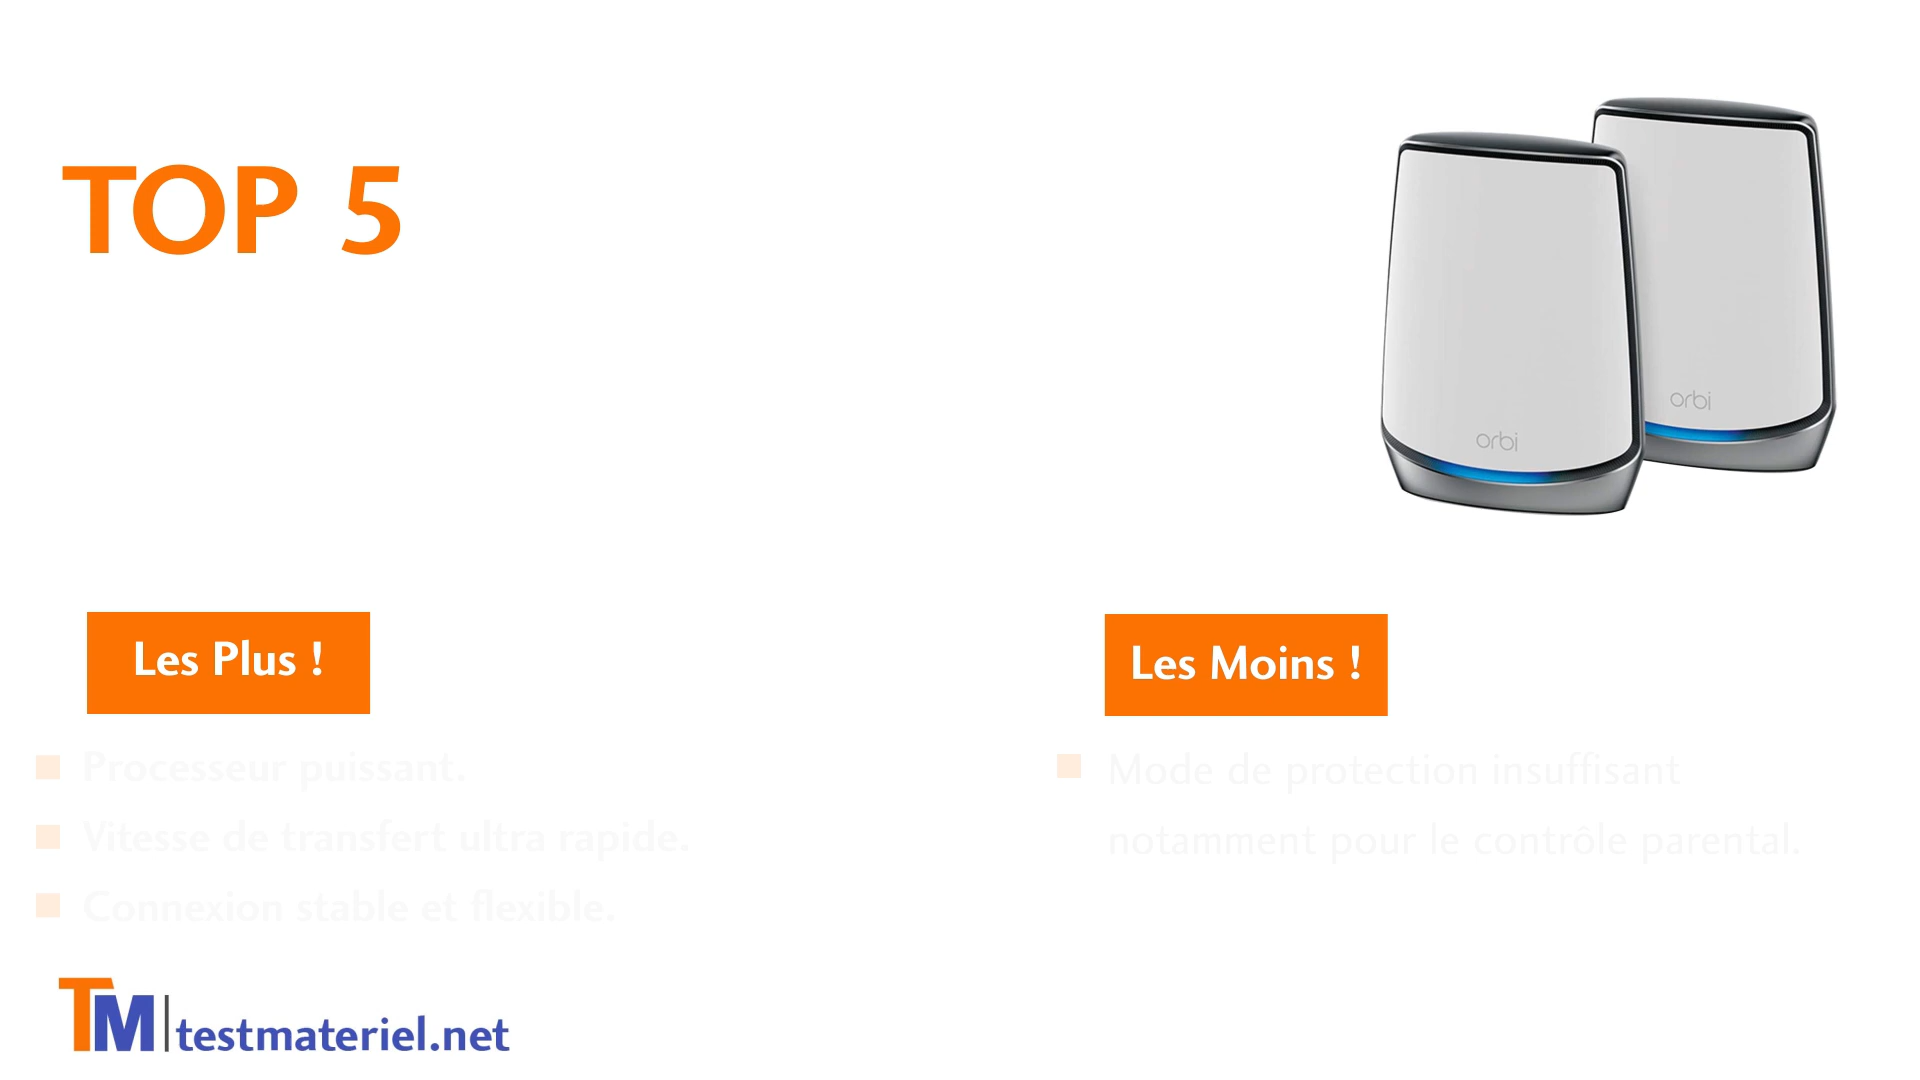 TOP 5
orbi
orbi
Les Plus !
Processeur puissant.
Vitesse de transfert ultra rapide.
Connexion stable et flexible.
Les Moins !
Mode de protection insuffisant
notamment pour le contrôle parental.
TM testmateriel.net